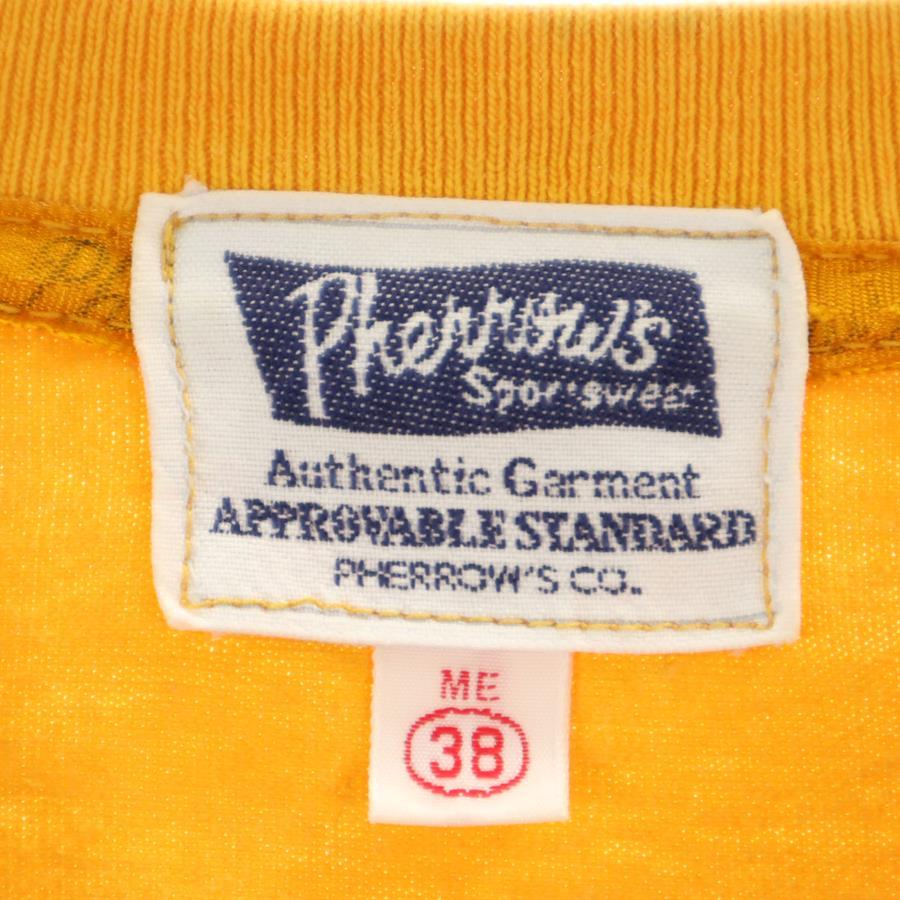 Pherrow's
Sportswear
Authentic Garment
APPROVABLE STANDARD
PHERROW'S CO.
ME
38